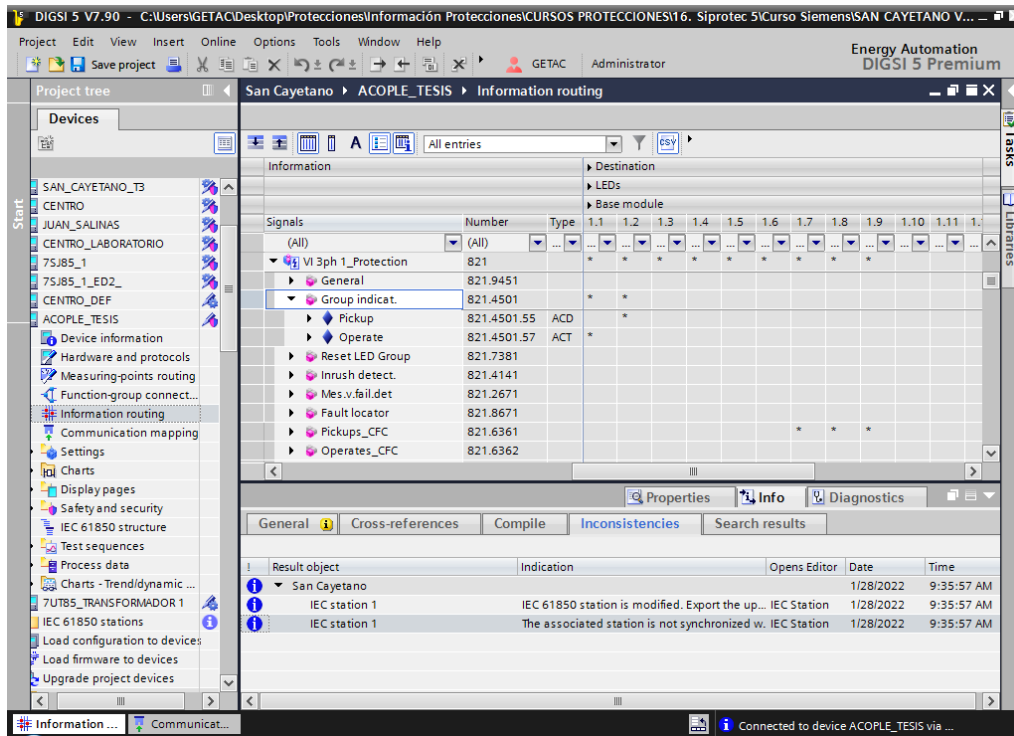 DIGSI 5 V7.90 - C:\Users\GETAC\Desktop\Protecciones\Información Protecciones\CURSOS PROTECCIONES\16. Siprotec 5\Curso Siemens\SAN CAYETANO V... _
Project Edit View Insert Online Options Tools Window Help
Energy Automation
DIGSI 5 Premium
Save project GETAC Administrator
Project tree
San Cayetano ACOPLE_TESIS Information routing
Devices
A All entries CSV
Start
Tasks
Libraries
SAN_CAYETANO_T3
CENTRO
JUAN_SALINAS
CENTRO_LABORATORIO
7SJ85_1
7SJ85_1_ED2_
CENTRO_DEF
ACOPLE_TESIS
Device information
Hardware and protocols
Measuring-points routing
Function-group connect...
Information routing
Communication mapping
Settings
Charts
Display pages
Safety and security
IEC 61850 structure
Test sequences
Process data
Charts - Trend/dynamic ...
7UT85_TRANSFORMADOR 1
IEC 61850 stations
Load configuration to devices
Load firmware to devices
Upgrade project devices
Information Destination
LEDs
Base module
Signals Number Type 1.1 1.2 1.3 1.4 1.5 1.6 1.7 1.8 1.9 1.10 1.11 1.
(All) (All) ... ... ... ... ... ... ... ... ... ... ... ...
VI 3ph 1_Protection 821 * * * * * * * * *
General 821.9451
Group indicat. 821.4501 * *
Pickup 821.4501.55 ACD *
Operate 821.4501.57 ACT *
Reset LED Group 821.7381
Inrush detect. 821.4141
Mes.v.fail.det 821.2671
Fault locator 821.8671
Pickups_CFC 821.6361 * * *
Operates_CFC 821.6362
Properties Info Diagnostics
General Cross-references Compile Inconsistencies Search results
! Result object Indication Opens Editor Date Time
San Cayetano 1/28/2022 9:35:57 AM
IEC station 1 IEC 61850 station is modified. Export the up... IEC Station 1/28/2022 9:35:57 AM
IEC station 1 The associated station is not synchronized w. IEC Station 1/28/2022 9:35:57 AM
Information ... Communicat... Connected to device ACOPLE_TESIS via ...